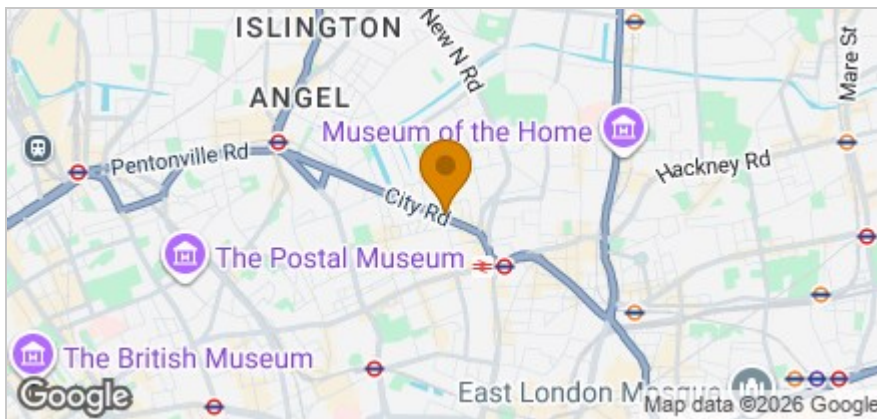 ISLINGTON
New N Rd
Mare St
ANGEL
Museum of the Home
Pentonville Rd
Hackney Rd
City Rd
The Postal Museum
The British Museum
East London Mosque
Google
Map data ©2026 Google